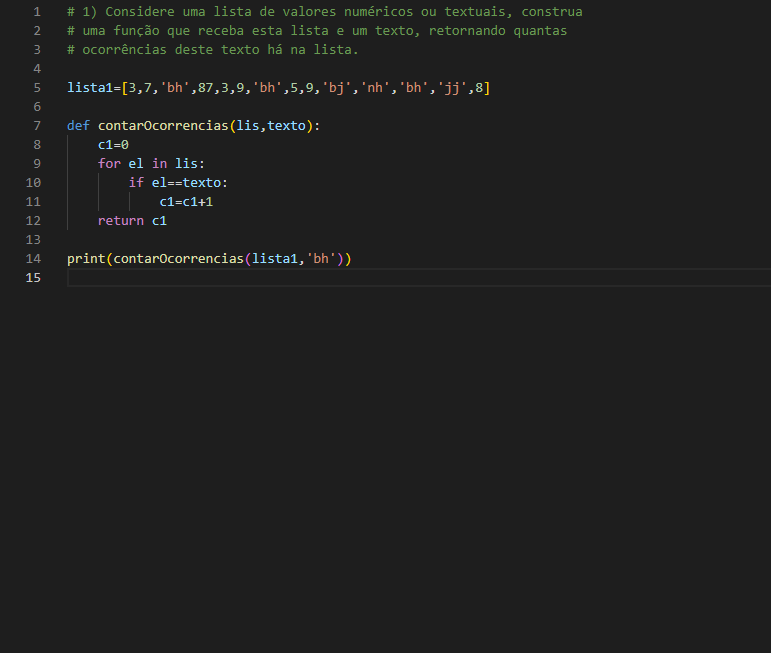 1 # 1) Considere uma lista de valores numéricos ou textuais, construa
2 # uma função que receba esta lista e um texto, retornando quantas
3 # ocorrências deste texto há na lista.
4
5 lista1=[3,7,'bh',87,3,9,'bh',5,9,'bj','nh','bh','jj',8]
6
7 def contarOcorrencias(lis,texto):
8     c1=0
9     for el in lis:
10         if el==texto:
11             c1=c1+1
12     return c1
13
14 print(contarOcorrencias(lista1,'bh'))
15